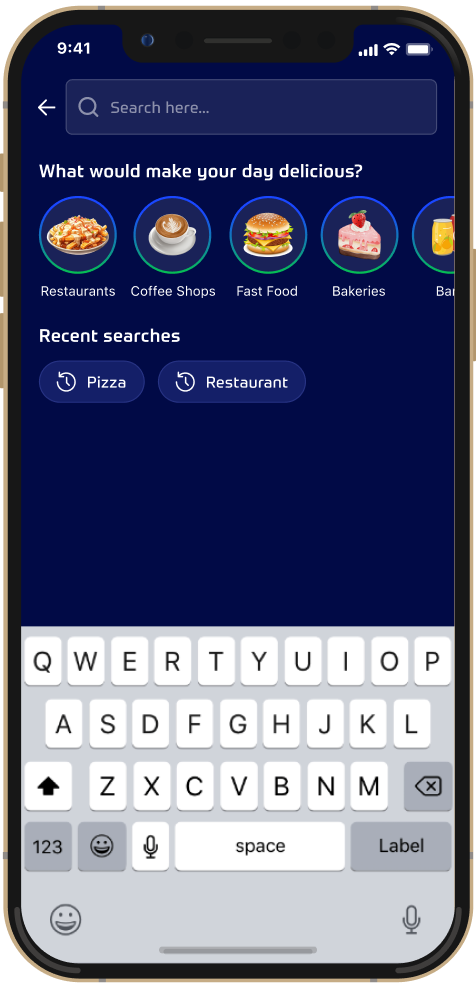 9:41
Search here...
What would make your day delicious?
Restaurants Coffee Shops Fast Food Bakeries
Recent searches
Pizza Restaurant
Q W E R T Y U I O P
A S D F G H J K L
Z X C V B N M
123 space Label